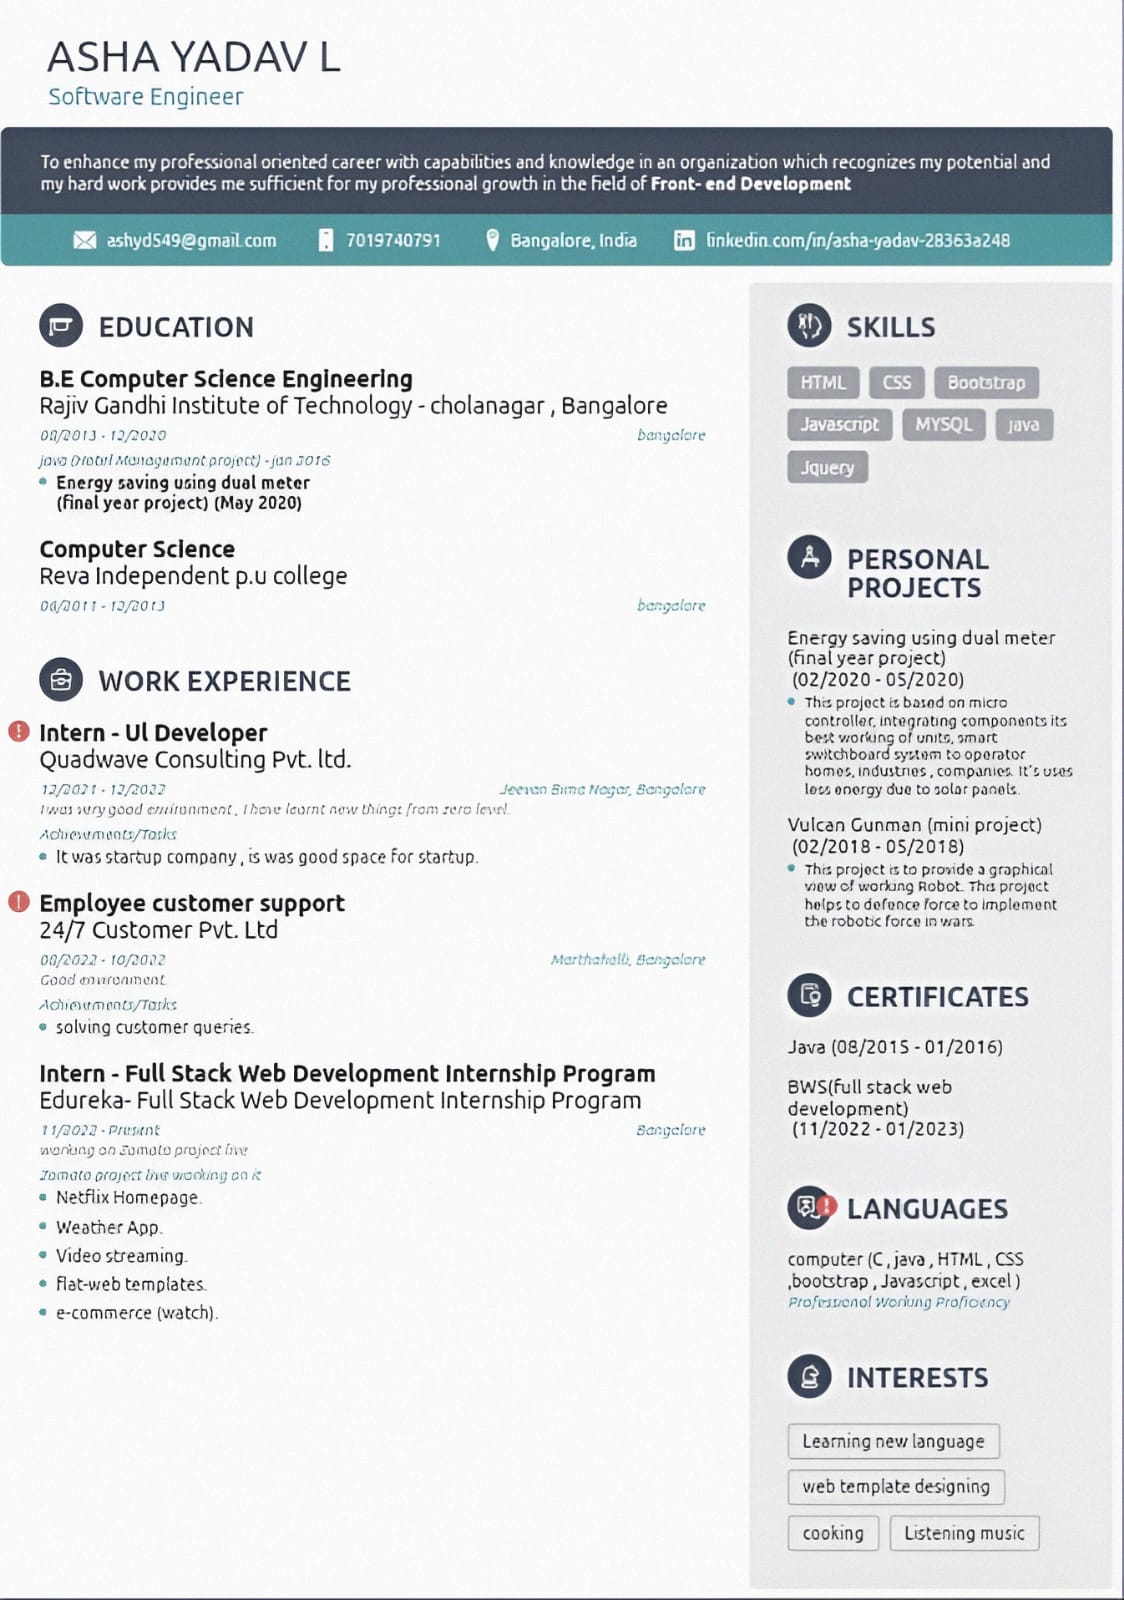 ASHA YADAV L
Software Engineer
To enhance my professional oriented career with capabilities and knowledge in an organization which recognizes my potential and
my hard work provides me sufficient for my professional growth in the field of Front- end Development
ashyd549@gmail.com
7019740791
Bangalore, India
linkedin.com/in/asha-yadav-28363a248
EDUCATION
B.E Computer Science Engineering
Rajiv Gandhi Institute of Technology - cholanagar , Bangalore
08/2013 - 12/2020 bangalore
java (Hotel Management project) - jan 2016
Energy saving using dual meter
(final year project) (May 2020)
Computer Science
Reva Independent p.u college
06/2011 - 12/2013 bangalore
WORK EXPERIENCE
Intern - UI Developer
Quadwave Consulting Pvt. ltd.
12/2021 - 12/2022 Jeevan Bima Nagar, Bangalore
I was very good environment , I have learnt new things from zero level.
Achievements/Tasks
It was startup company , is was good space for startup.
Employee customer support
24/7 Customer Pvt. Ltd
08/2022 - 10/2022 Marthahalli, Bangalore
Good environment
Achievements/Tasks
solving customer queries.
Intern - Full Stack Web Development Internship Program
Edureka- Full Stack Web Development Internship Program
11/2022 - Present Bangalore
working on Zomato project live
Zomato project live working on it
Netflix Homepage.
Weather App.
Video streaming.
flat-web templates.
e-commerce (watch).
SKILLS
HTML CSS Bootstrap
Javascript MYSQL java
Jquery
PERSONAL
PROJECTS
Energy saving using dual meter
(final year project)
(02/2020 - 05/2020)
This project is based on micro
controller, integrating components its
best working of units, smart
switchboard system to operator
homes, industries , companies. It's uses
less energy due to solar panels.
Vulcan Gunman (mini project)
(02/2018 - 05/2018)
This project is to provide a graphical
view of working Robot. This project
helps to defence force to implement
the robotic force in wars.
CERTIFICATES
Java (08/2015 - 01/2016)
BWS(full stack web
development)
(11/2022 - 01/2023)
LANGUAGES
computer (C , java , HTML , CSS
,bootstrap , Javascript , excel )
Professional Working Proficiency
INTERESTS
Learning new language
web template designing
cooking Listening music